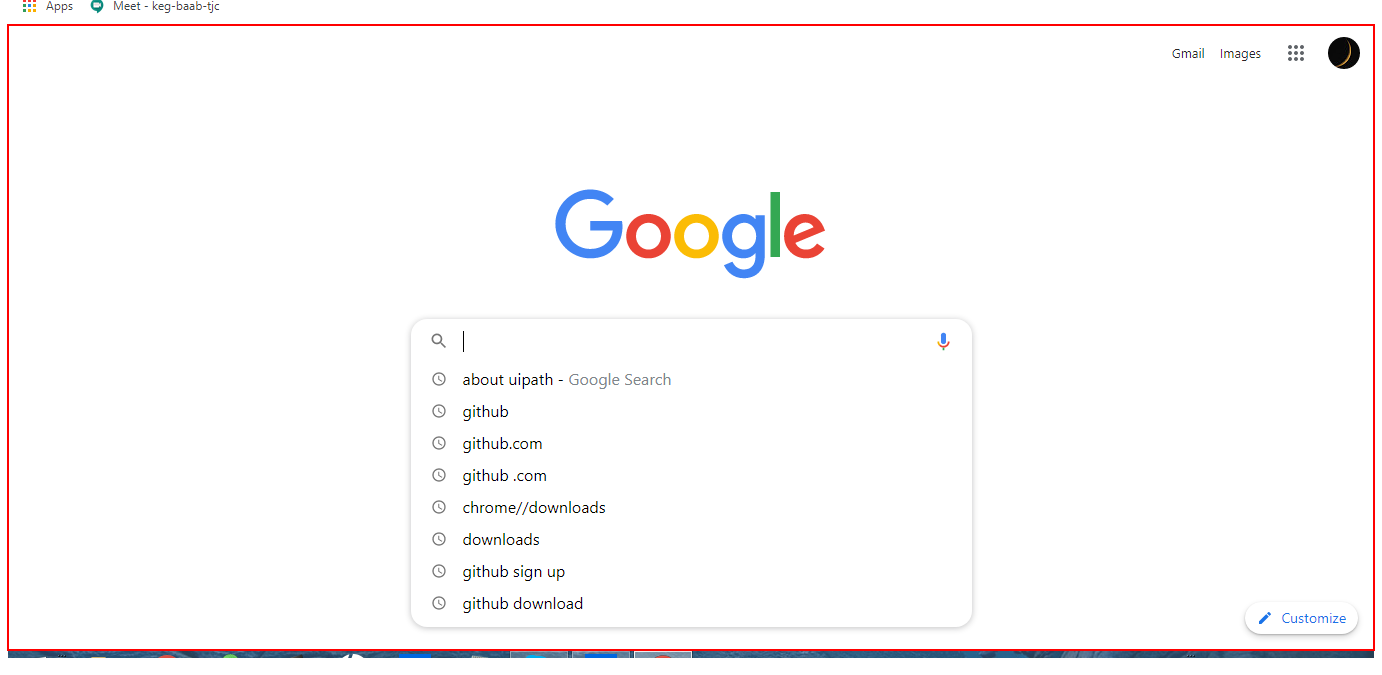 Apps Meet - keg-baab-tjc
Gmail Images
Google
about uipath - Google Search
github
github.com
github .com
chrome//downloads
downloads
github sign up
github download
Customize